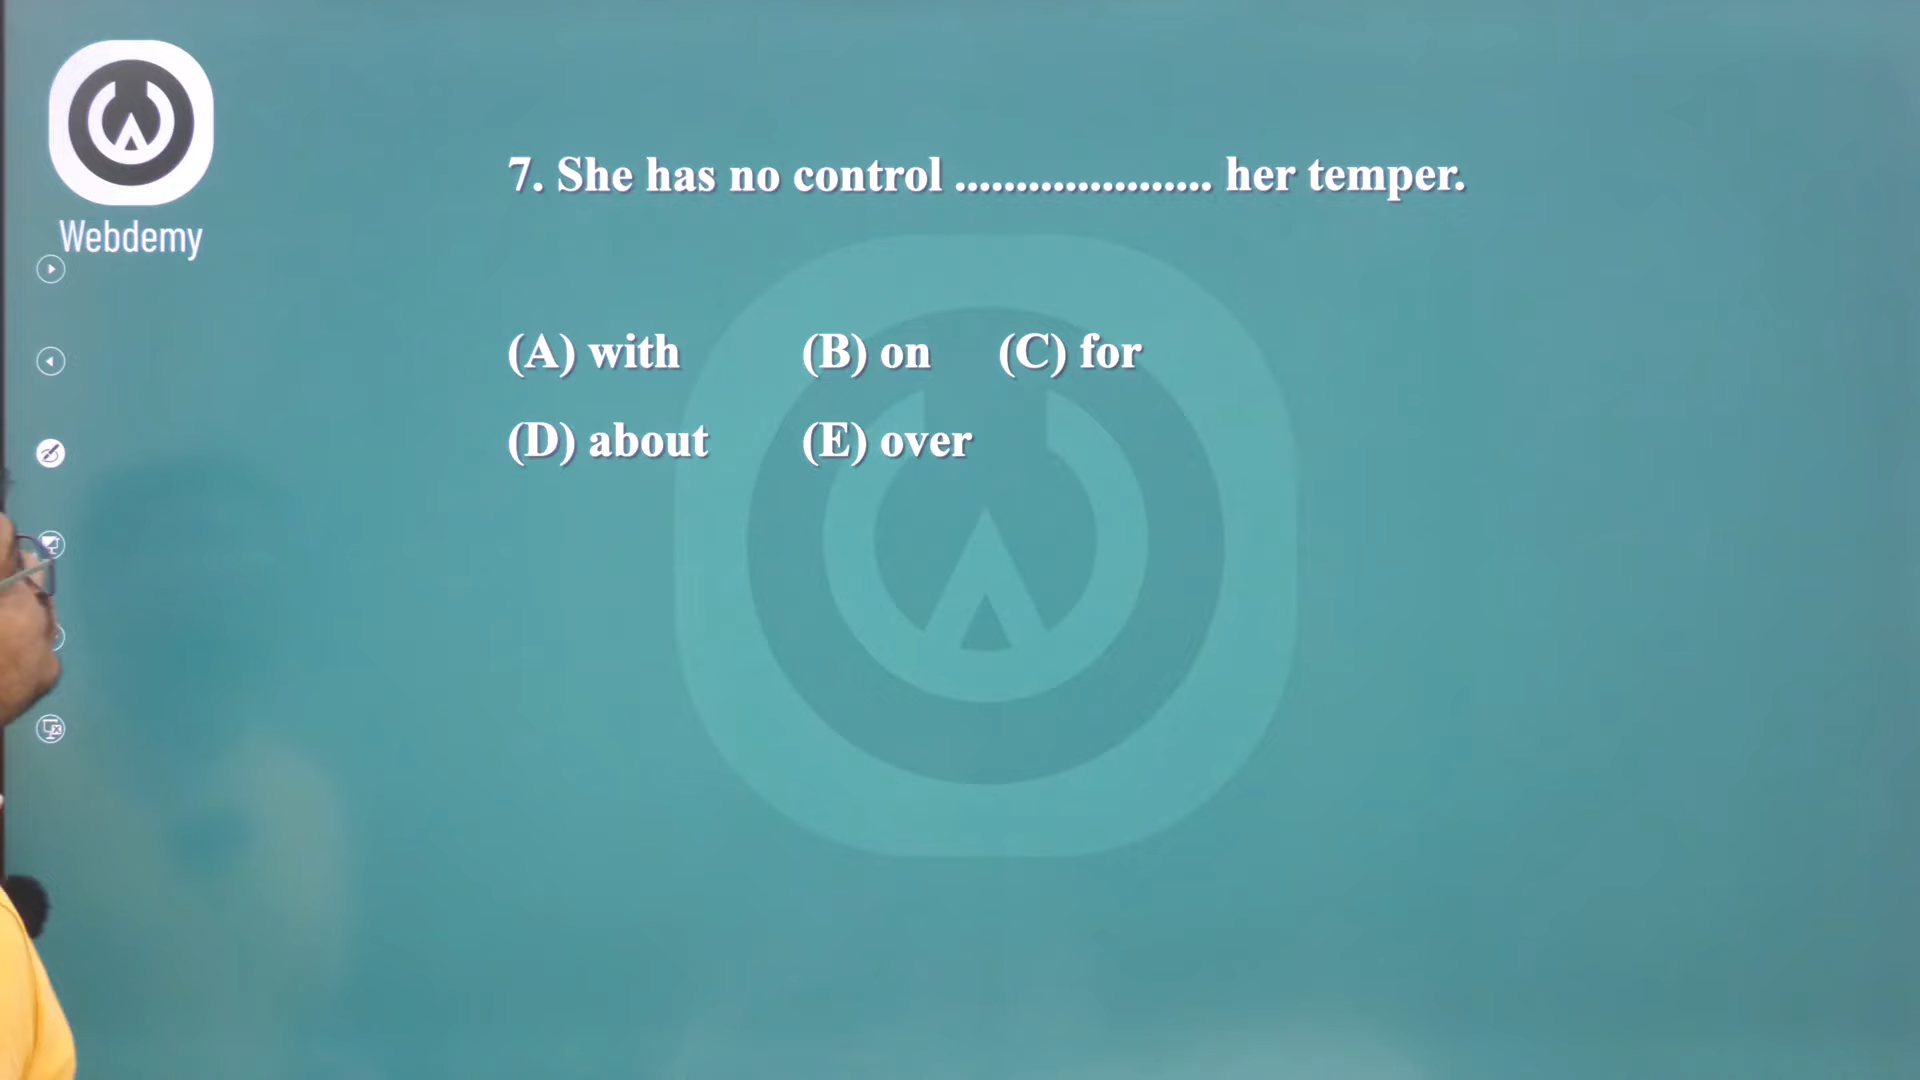 Webdemy
7. She has no control ..................... her temper.
(A) with (B) on (C) for
(D) about (E) over